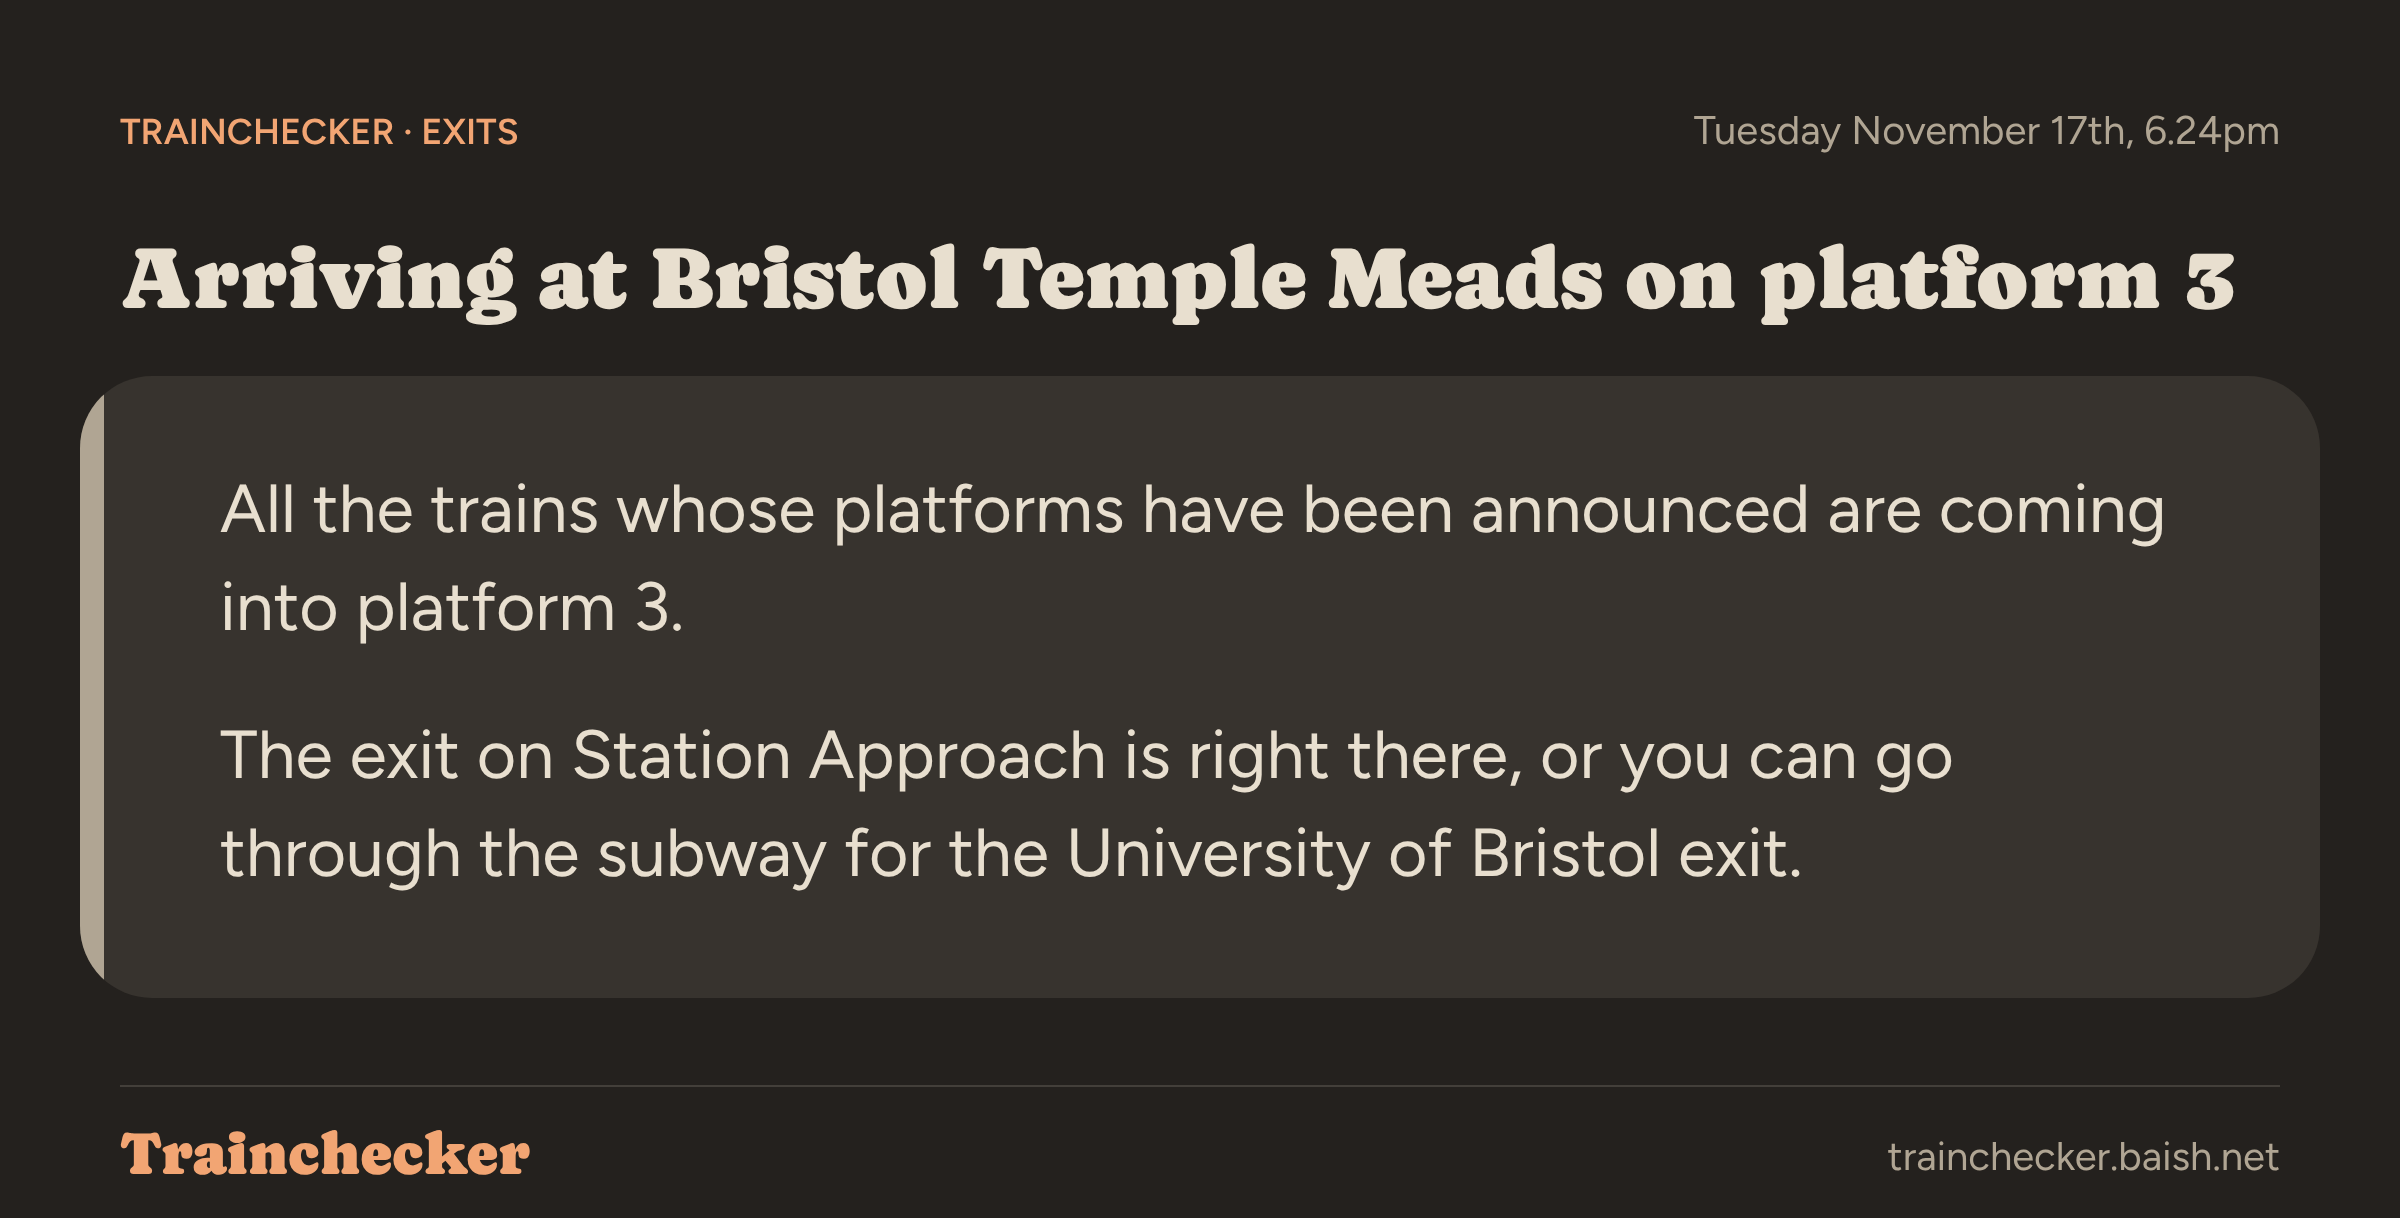 TRAINCHECKER · EXITS
Tuesday November 17th, 6.24pm
Arriving at Bristol Temple Meads on platform 3
All the trains whose platforms have been announced are coming
into platform 3.
The exit on Station Approach is right there, or you can go
through the subway for the University of Bristol exit.
Trainchecker
trainchecker.baish.net